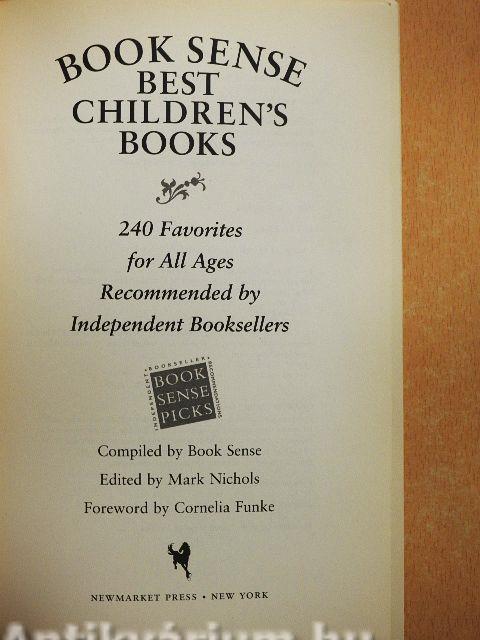 BOOK SENSE
BEST
CHILDREN'S
BOOKS
240 Favorites
for All Ages
Recommended by
Independent Booksellers
INDEPENDENT • BOOKSELLER • RECOMMENDATIONS
BOOK
SENSE
PICKS
Compiled by Book Sense
Edited by Mark Nichols
Foreword by Cornelia Funke
NEWMARKET PRESS • NEW YORK
Antikvárium.hu